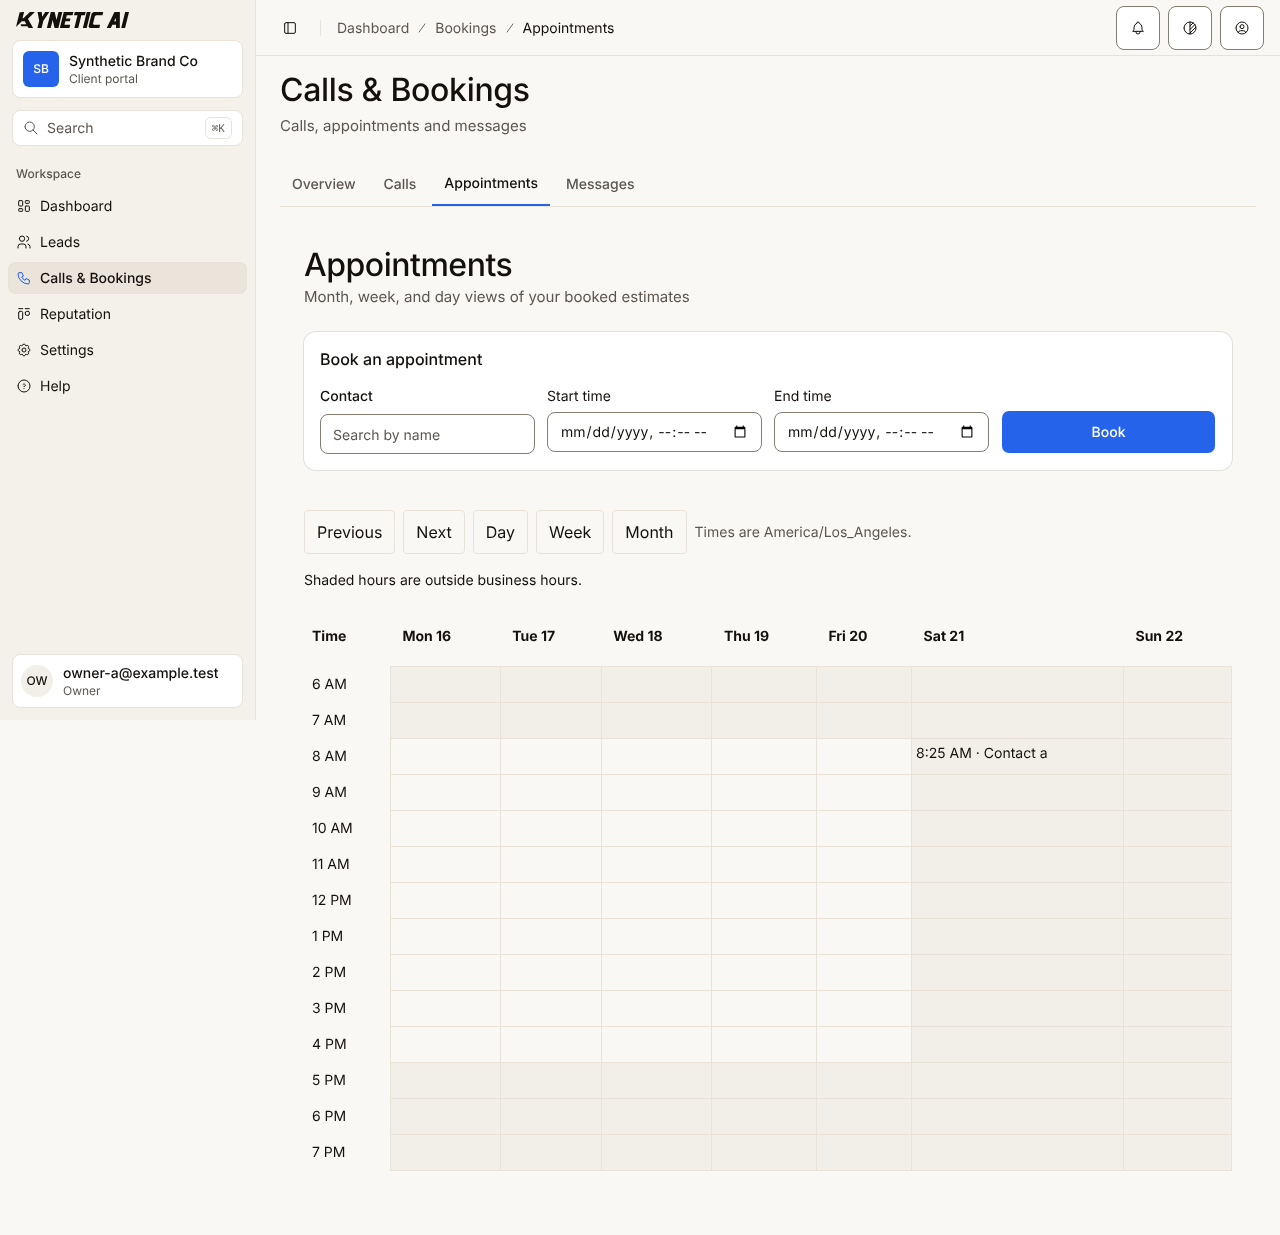 KYNETIC AI
SB
Synthetic Brand Co
Client portal
Search
⌘K
Workspace
Dashboard
Leads
Calls & Bookings
Reputation
Settings
Help
OW
owner-a@example.test
Owner
Dashboard / Bookings / Appointments
Calls & Bookings
Calls, appointments and messages
Overview Calls Appointments Messages
Appointments
Month, week, and day views of your booked estimates
Book an appointment
Contact Start time End time
Search by name mm/dd/yyyy, --:-- -- mm/dd/yyyy, --:-- -- Book
Previous Next Day Week Month Times are America/Los_Angeles.
Shaded hours are outside business hours.
Time Mon 16 Tue 17 Wed 18 Thu 19 Fri 20 Sat 21 Sun 22
6 AM
7 AM
8 AM 8:25 AM · Contact a
9 AM
10 AM
11 AM
12 PM
1 PM
2 PM
3 PM
4 PM
5 PM
6 PM
7 PM